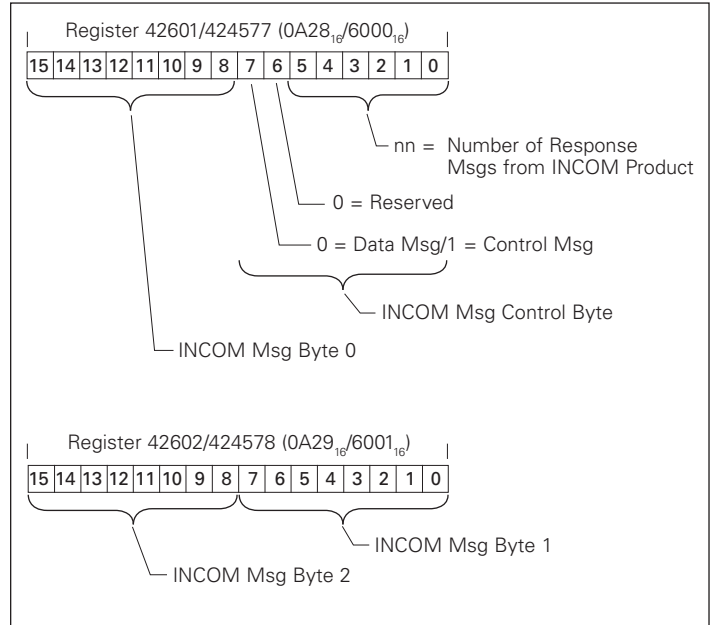 Register 42601/424577 (0A28₁₆/6000₁₆)
15 14 13 12 11 10 9 8 7 6 5 4 3 2 1 0
nn = Number of Response
Msgs from INCOM Product
0 = Reserved
0 = Data Msg/1 = Control Msg
INCOM Msg Control Byte
INCOM Msg Byte 0
Register 42602/424578 (0A29₁₆/6001₁₆)
15 14 13 12 11 10 9 8 7 6 5 4 3 2 1 0
INCOM Msg Byte 1
INCOM Msg Byte 2